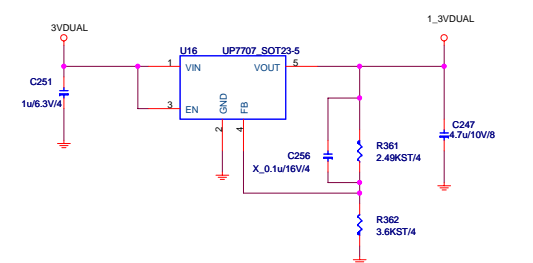 3VDUAL
1_3VDUAL
U16
UP7707_SOT23-5
1
VIN
VOUT
5
C251
1u/6.3V/4
3
EN
GND
FB
2
4
C247
4.7u/10V/8
R361
2.49KST/4
C256
X_0.1u/16V/4
R362
3.6KST/4